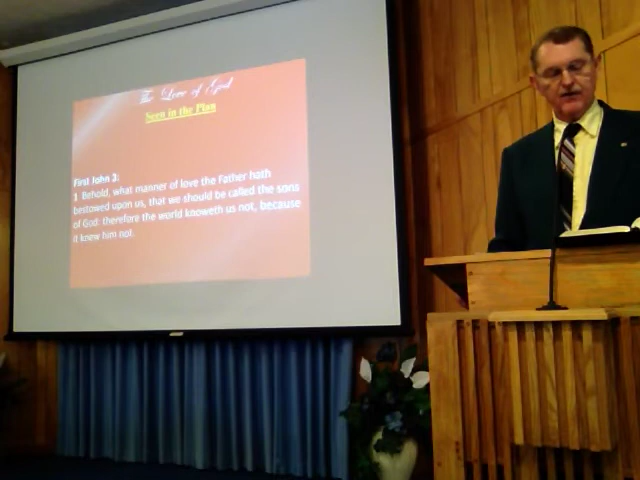 The Love of God
Seen in the Plan
First John 3:
1 Behold, what manner of love the Father hath
bestowed upon us, that we should be called the sons
of God: therefore the world knoweth us not, because
it knew him not.